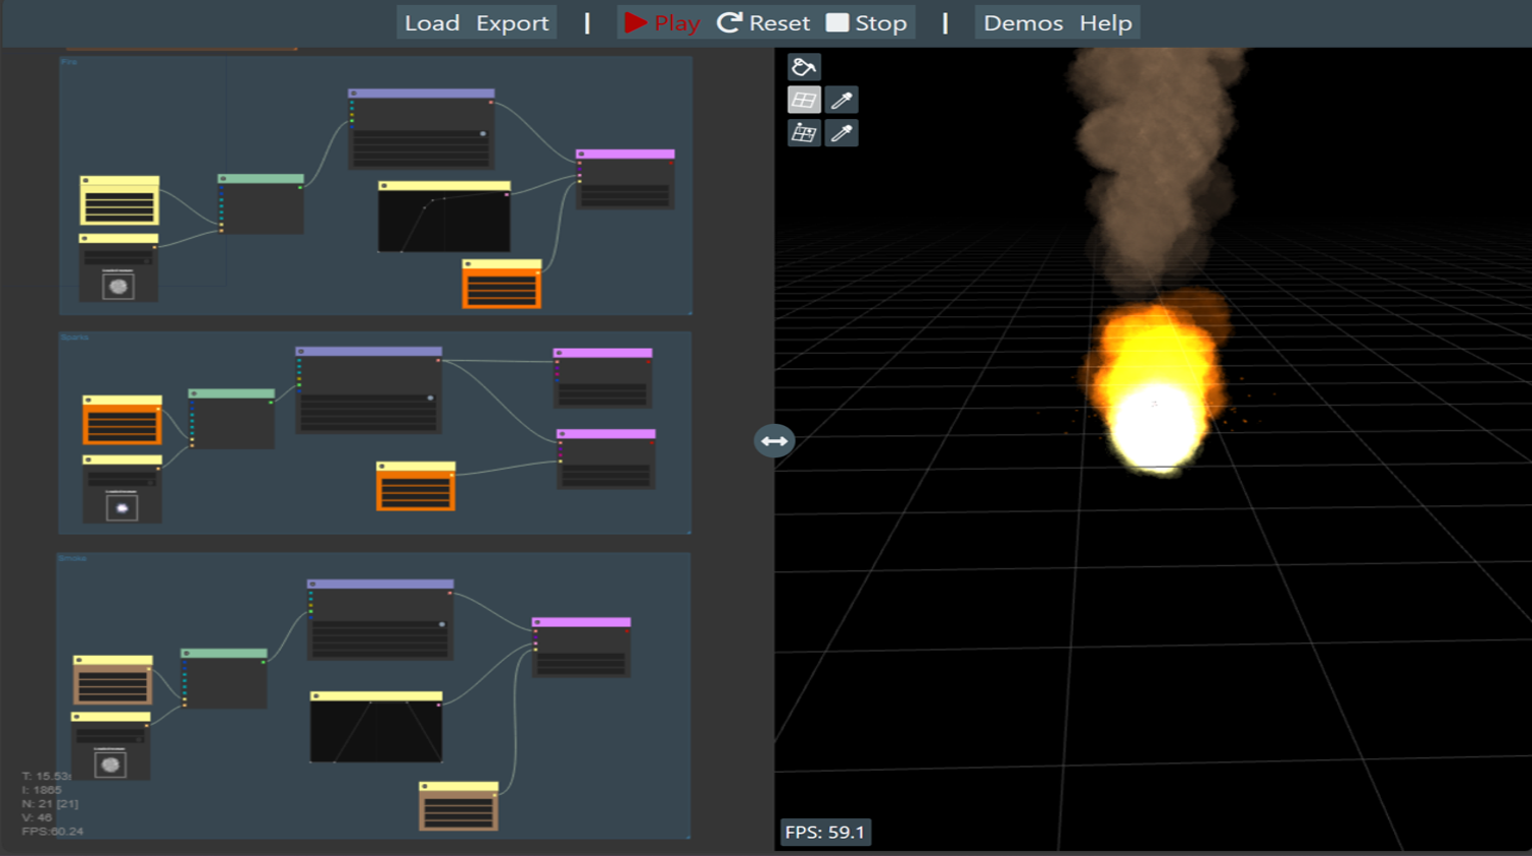 Load Export | Play Reset Stop | Demos Help
Fire
Sparks
Smoke
T: 15.53s
I: 1865
N: 21 [21]
V: 46
FPS:60.24
FPS: 59.1